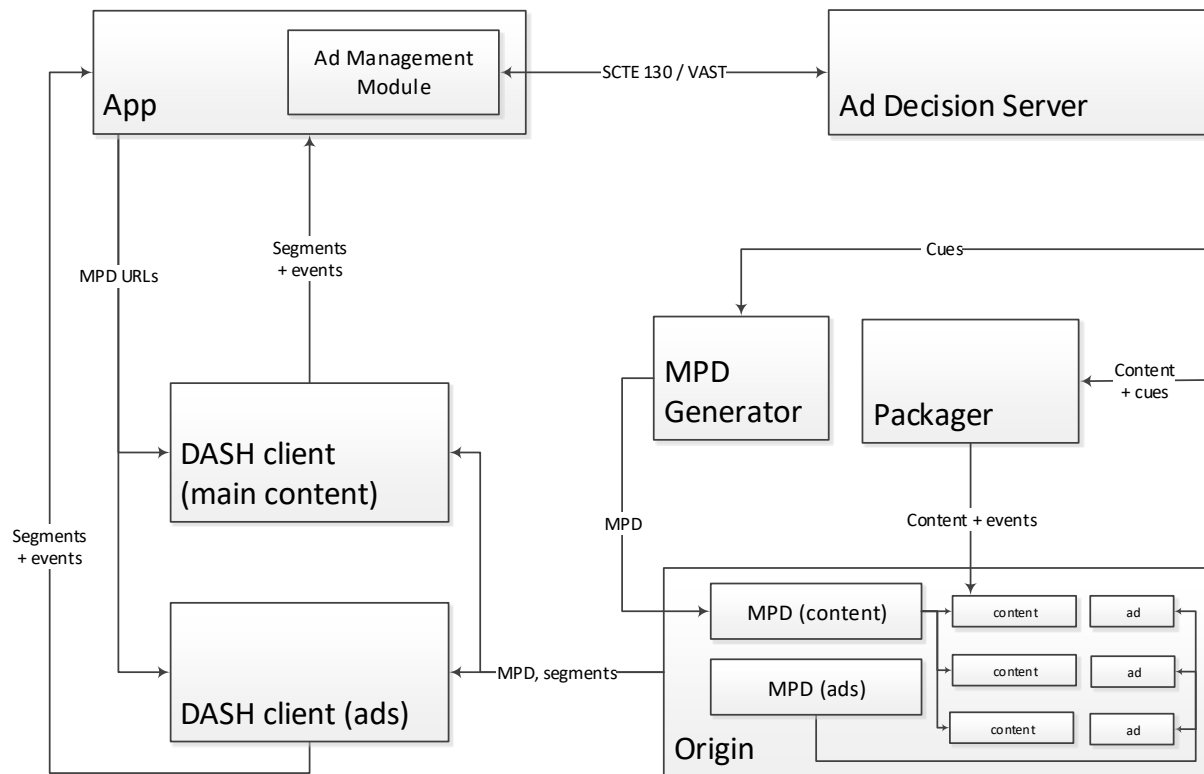 Ad Management
Module
App
SCTE 130 / VAST
Ad Decision Server
Segments
+ events
MPD URLs
Cues
MPD
Generator
Packager
Content
+ cues
DASH client
(main content)
Segments
+ events
MPD
Content + events
DASH client (ads)
MPD, segments
MPD (content)
content
ad
MPD (ads)
content
ad
content
ad
Origin